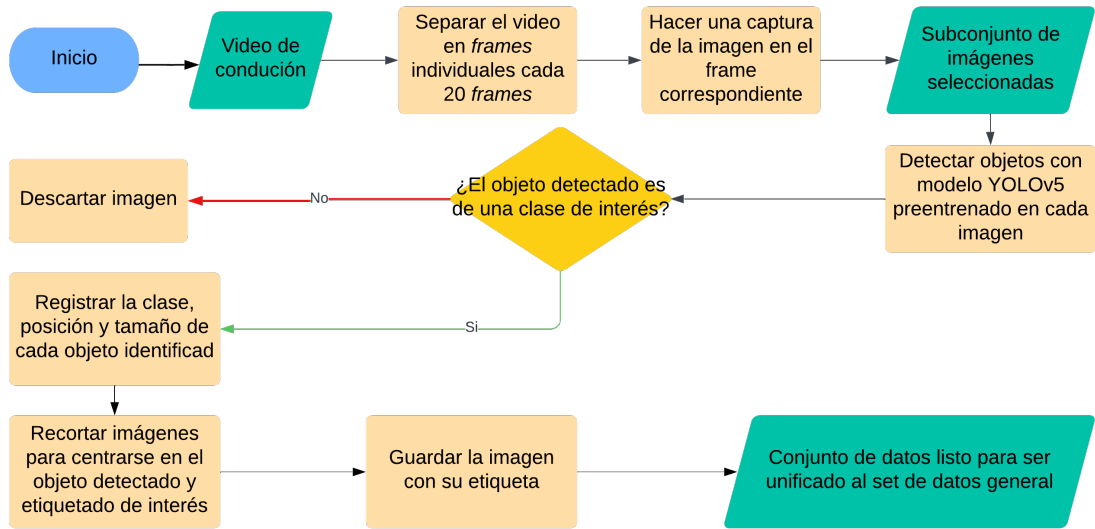 Inicio
Video de
condución
Separar el video
en frames
individuales cada
20 frames
Hacer una captura
de la imagen en el
frame
correspondiente
Subconjunto de
imágenes
seleccionadas
Detectar objetos con
modelo YOLOv5
preentrenado en cada
imagen
¿El objeto detectado es
de una clase de interés?
No
Descartar imagen
Si
Registrar la clase,
posición y tamaño de
cada objeto identificad
Recortar imágenes
para centrarse en el
objeto detectado y
etiquetado de interés
Guardar la imagen
con su etiqueta
Conjunto de datos listo para ser
unificado al set de datos general